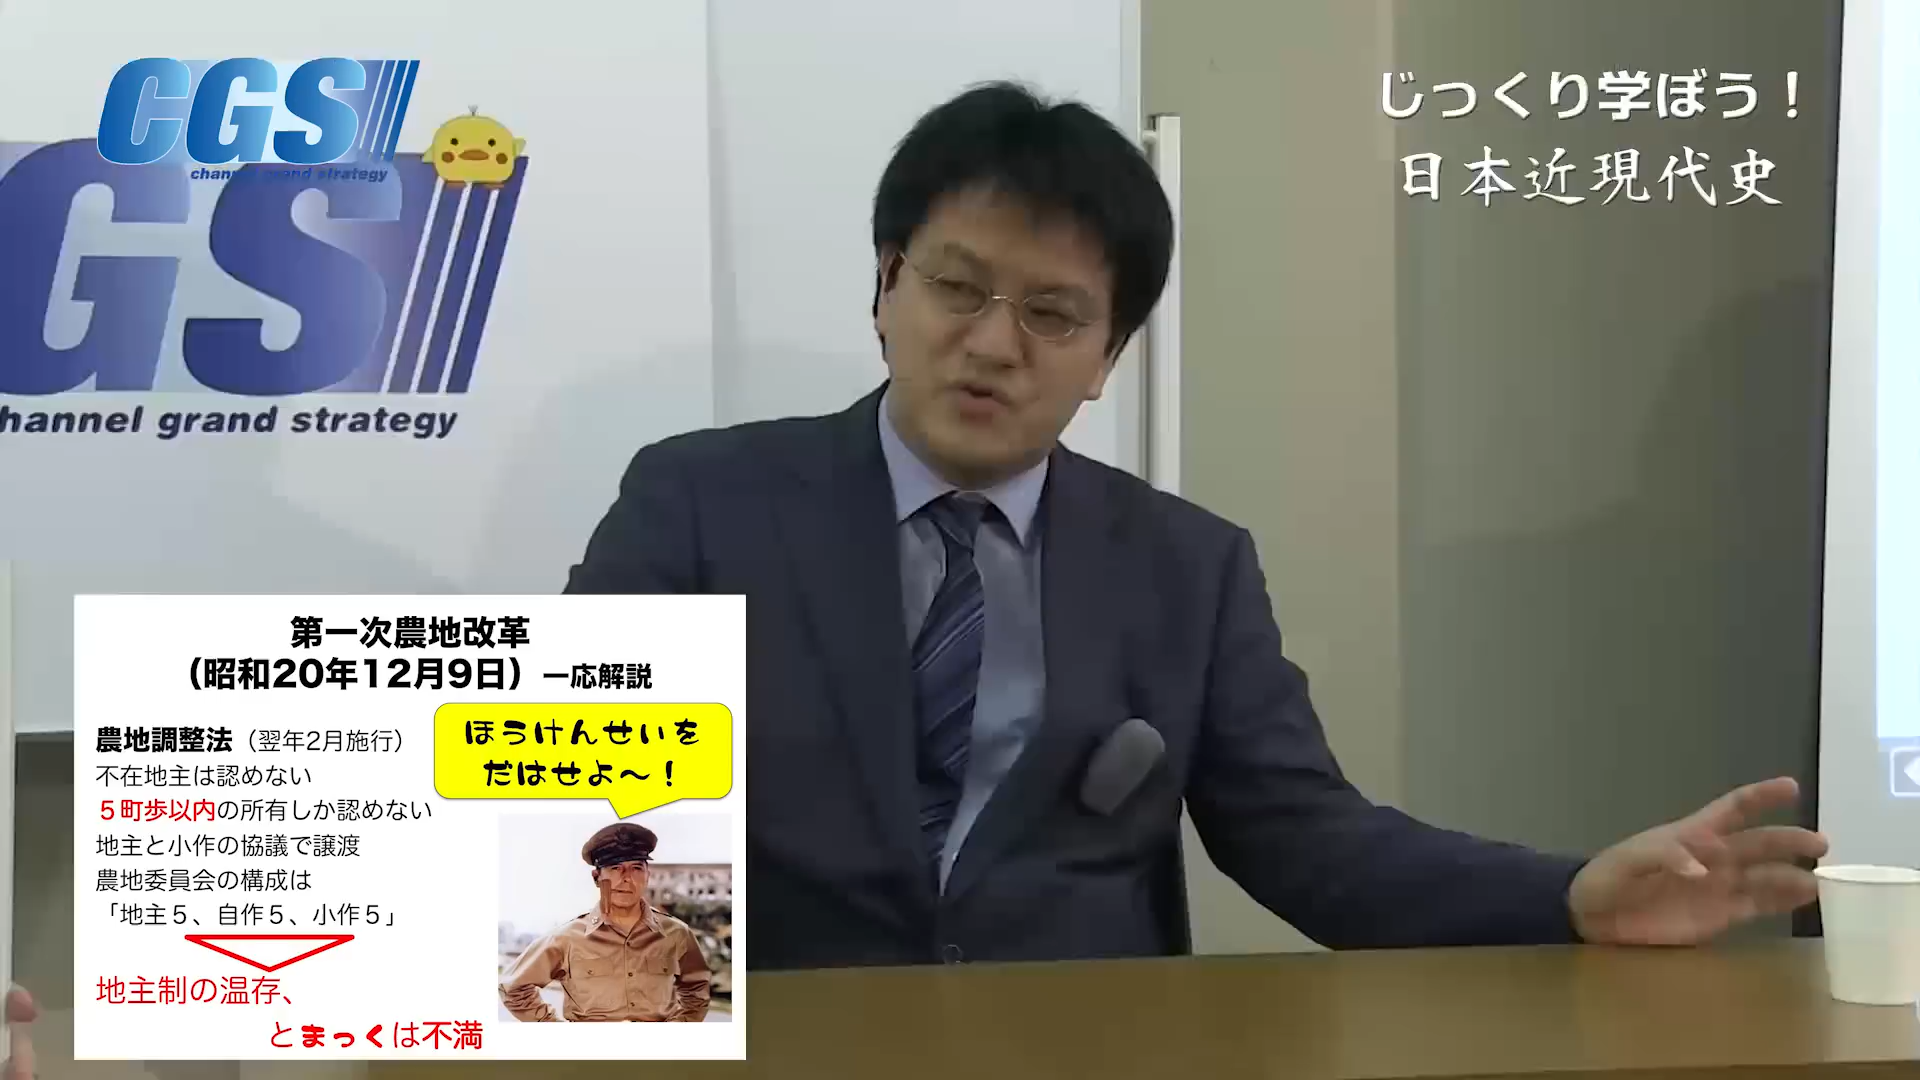 CGS
channel grand strategy
GS
hannel grand strategy
じっくり学ぼう！
日本近現代史
第一次農地改革
（昭和20年12月9日）一応解説
農地調整法（翌年2月施行）
不在地主は認めない
５町歩以内の所有しか認めない
地主と小作の協議で譲渡
農地委員会の構成は
「地主５、自作５、小作５」
地主制の温存、
とまっくは不満
ほうけんせいを
だはせよ〜！